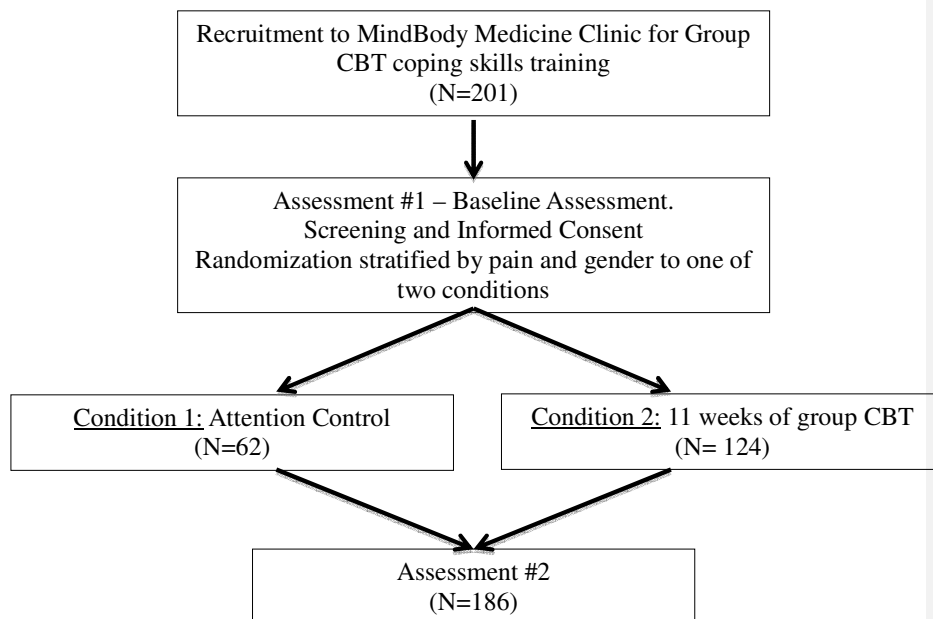 Recruitment to MindBody Medicine Clinic for Group
CBT coping skills training
(N=201)
Assessment #1 – Baseline Assessment.
Screening and Informed Consent
Randomization stratified by pain and gender to one of
two conditions
Condition 1: Attention Control
(N=62)
Condition 2: 11 weeks of group CBT
(N= 124)
Assessment #2
(N=186)